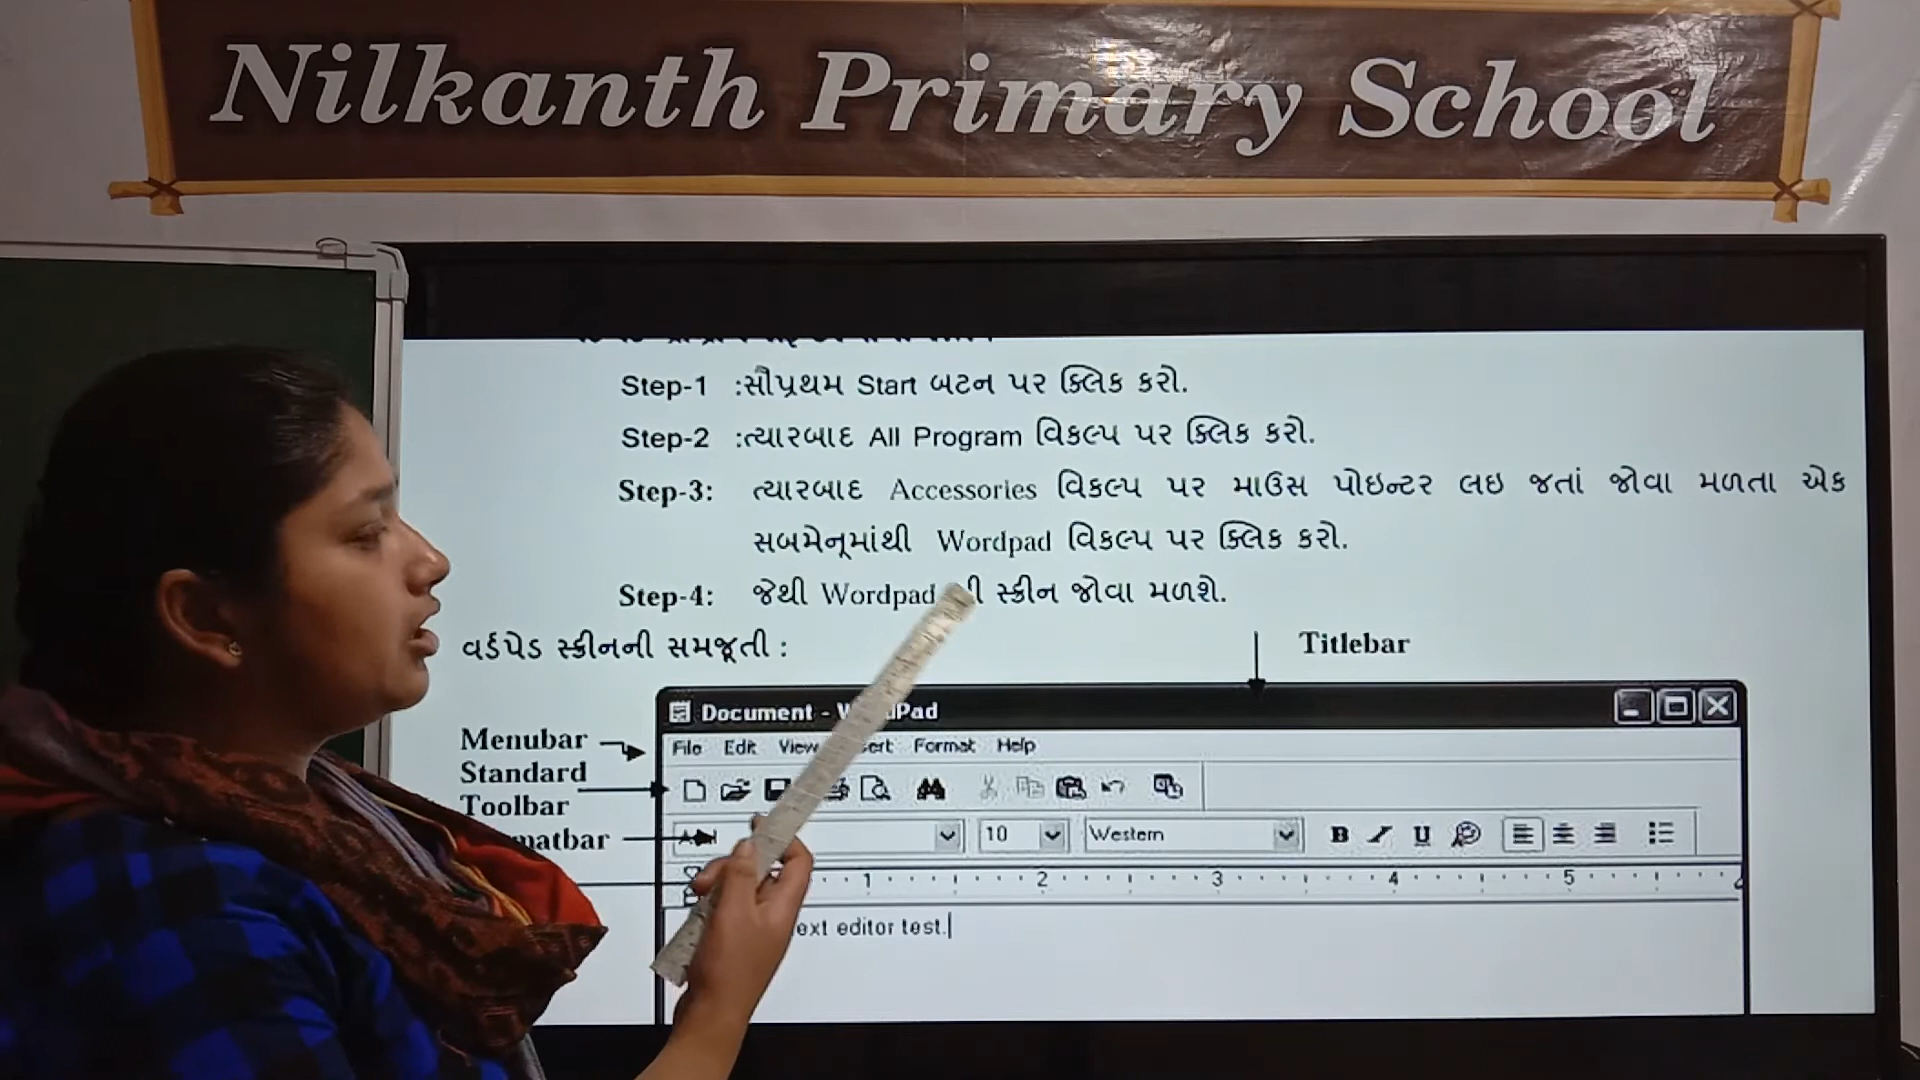 Nilkanth Primary School
Step-1 :સૌપ્રથમ Start બટન પર ક્લિક કરો.
Step-2 :ત્યારબાદ All Program વિકલ્પ પર ક્લિક કરો.
Step-3: ત્યારબાદ Accessories વિકલ્પ પર માઉસ પોઇન્ટર લઇ જતાં જોવા મળતા એક
સબમેનૂમાંથી Wordpad વિકલ્પ પર ક્લિક કરો.
Step-4: જેથી Wordpad સ્ક્રીન જોવા મળશે.
વર્ડપેડ સ્ક્રીનની સમજૂતી :
Titlebar
Document - Pad
Menubar
File Edit View Format Help
Standard
Toolbar
matbar
10 Western B I U
1 2 3 4 5
ext editor test.